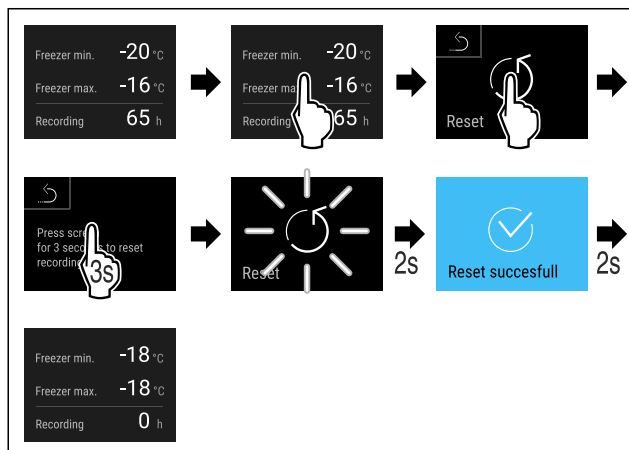 Freezer min. -20 °C
Freezer max. -16 °C
Recording 65 h
Freezer min. -20 °C
Freezer ma -16 °C
Recording 65 h
Reset
Press scre
for 3 seco s to reset
recording
3S
Reset
2s
Reset succesfull
2s
Freezer min. -18 °C
Freezer max. -18 °C
Recording 0 h